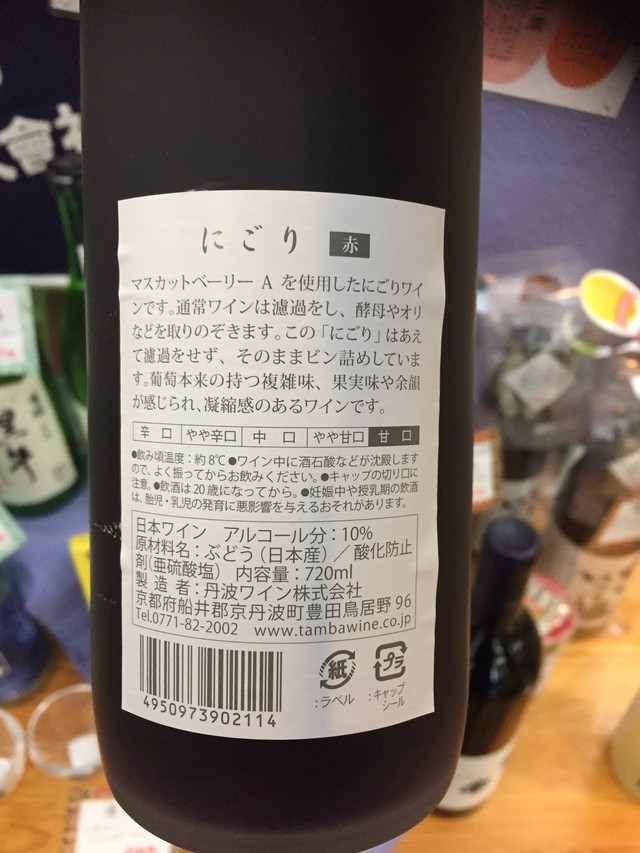 にごり 赤
マスカットベーリー A を使用したにごりワイ
ンです。通常ワインは濾過をし、酵母やオリ
などを取りのぞきます。この「にごり」はあえ
て濾過をせず、そのままビン詰めしていま
す。葡萄本来の持つ複雑味、果実味や余韻
が感じられ、凝縮感のあるワインです。
辛口 やや辛口 中口 やや甘口 甘口
●飲み頃温度：約8℃●ワイン中に酒石酸などが沈殿します
ので、よく振ってからお飲みください。●キャップの切り口に
注意。●飲酒は20歳になってから。●妊娠中や授乳期の飲酒
は、胎児・乳児の発育に悪影響を与えるおそれがあります。
日本ワイン アルコール分：10%
原材料名：ぶどう（日本産）／酸化防止
剤(亜硫酸塩) 内容量：720ml
製造者：丹波ワイン株式会社
京都府船井郡京丹波町豊田鳥居野 96
Tel.0771-82-2002 www.tambawine.co.jp
4950973902114
紙
：ラベル
プラ
：キャップ
シール